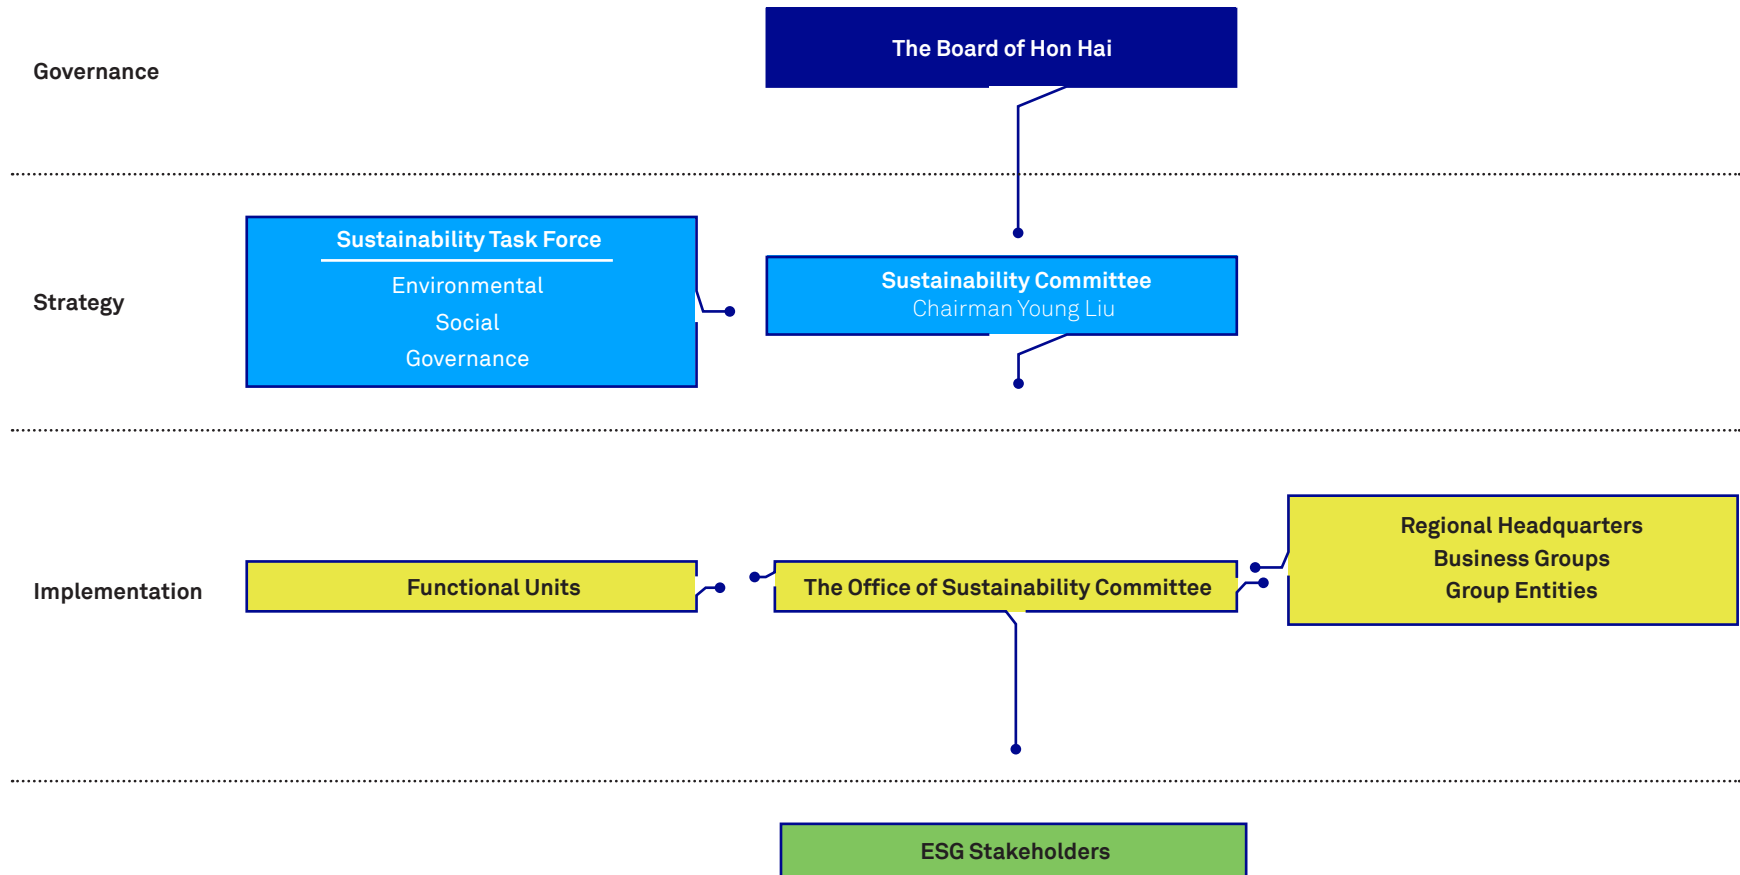 The Board of Hon Hai
Governance
Sustainability Task Force
Environmental
Social
Governance
Sustainability Committee
Chairman Young Liu
Strategy
Regional Headquarters
Business Groups
Group Entities
Implementation
Functional Units
The Office of Sustainability Committee
ESG Stakeholders